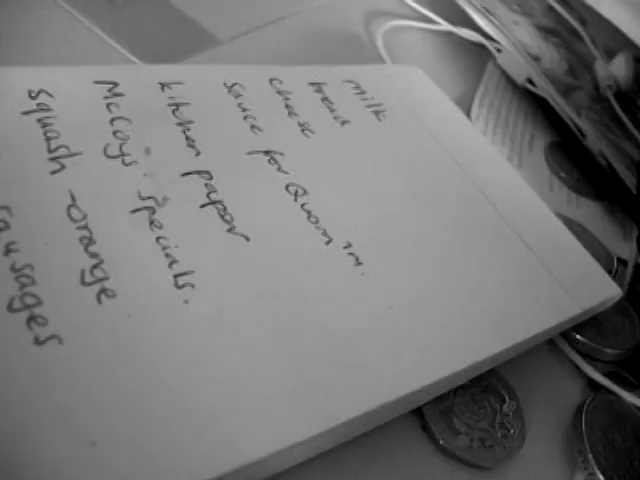 milk
bread
cheese
sauce for Quorn
kitchen paper
McCoys: specials.
squash - orange
sausages